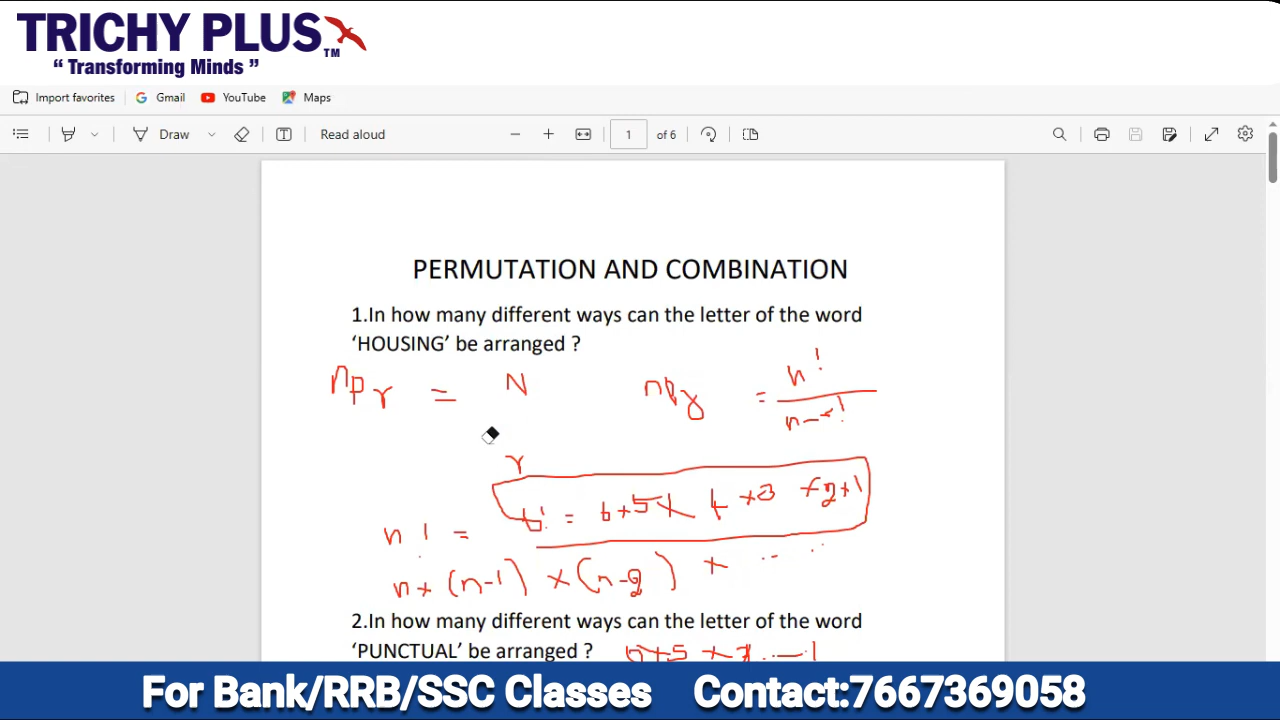 TRICHY PLUS TM
“ Transforming Minds ”
Import favorites Gmail YouTube Maps
Draw Read aloud 1 of 6
PERMUTATION AND COMBINATION
1.In how many different ways can the letter of the word
‘HOUSING’ be arranged ?
nPr = N nPr = n!
n-r!
r
6! = 6×5×4×3×2×1
n! =
n×(n-1)×(n-2)× .. ..
2.In how many different ways can the letter of the word
‘PUNCTUAL’ be arranged ?
For Bank/RRB/SSC Classes Contact:7667369058